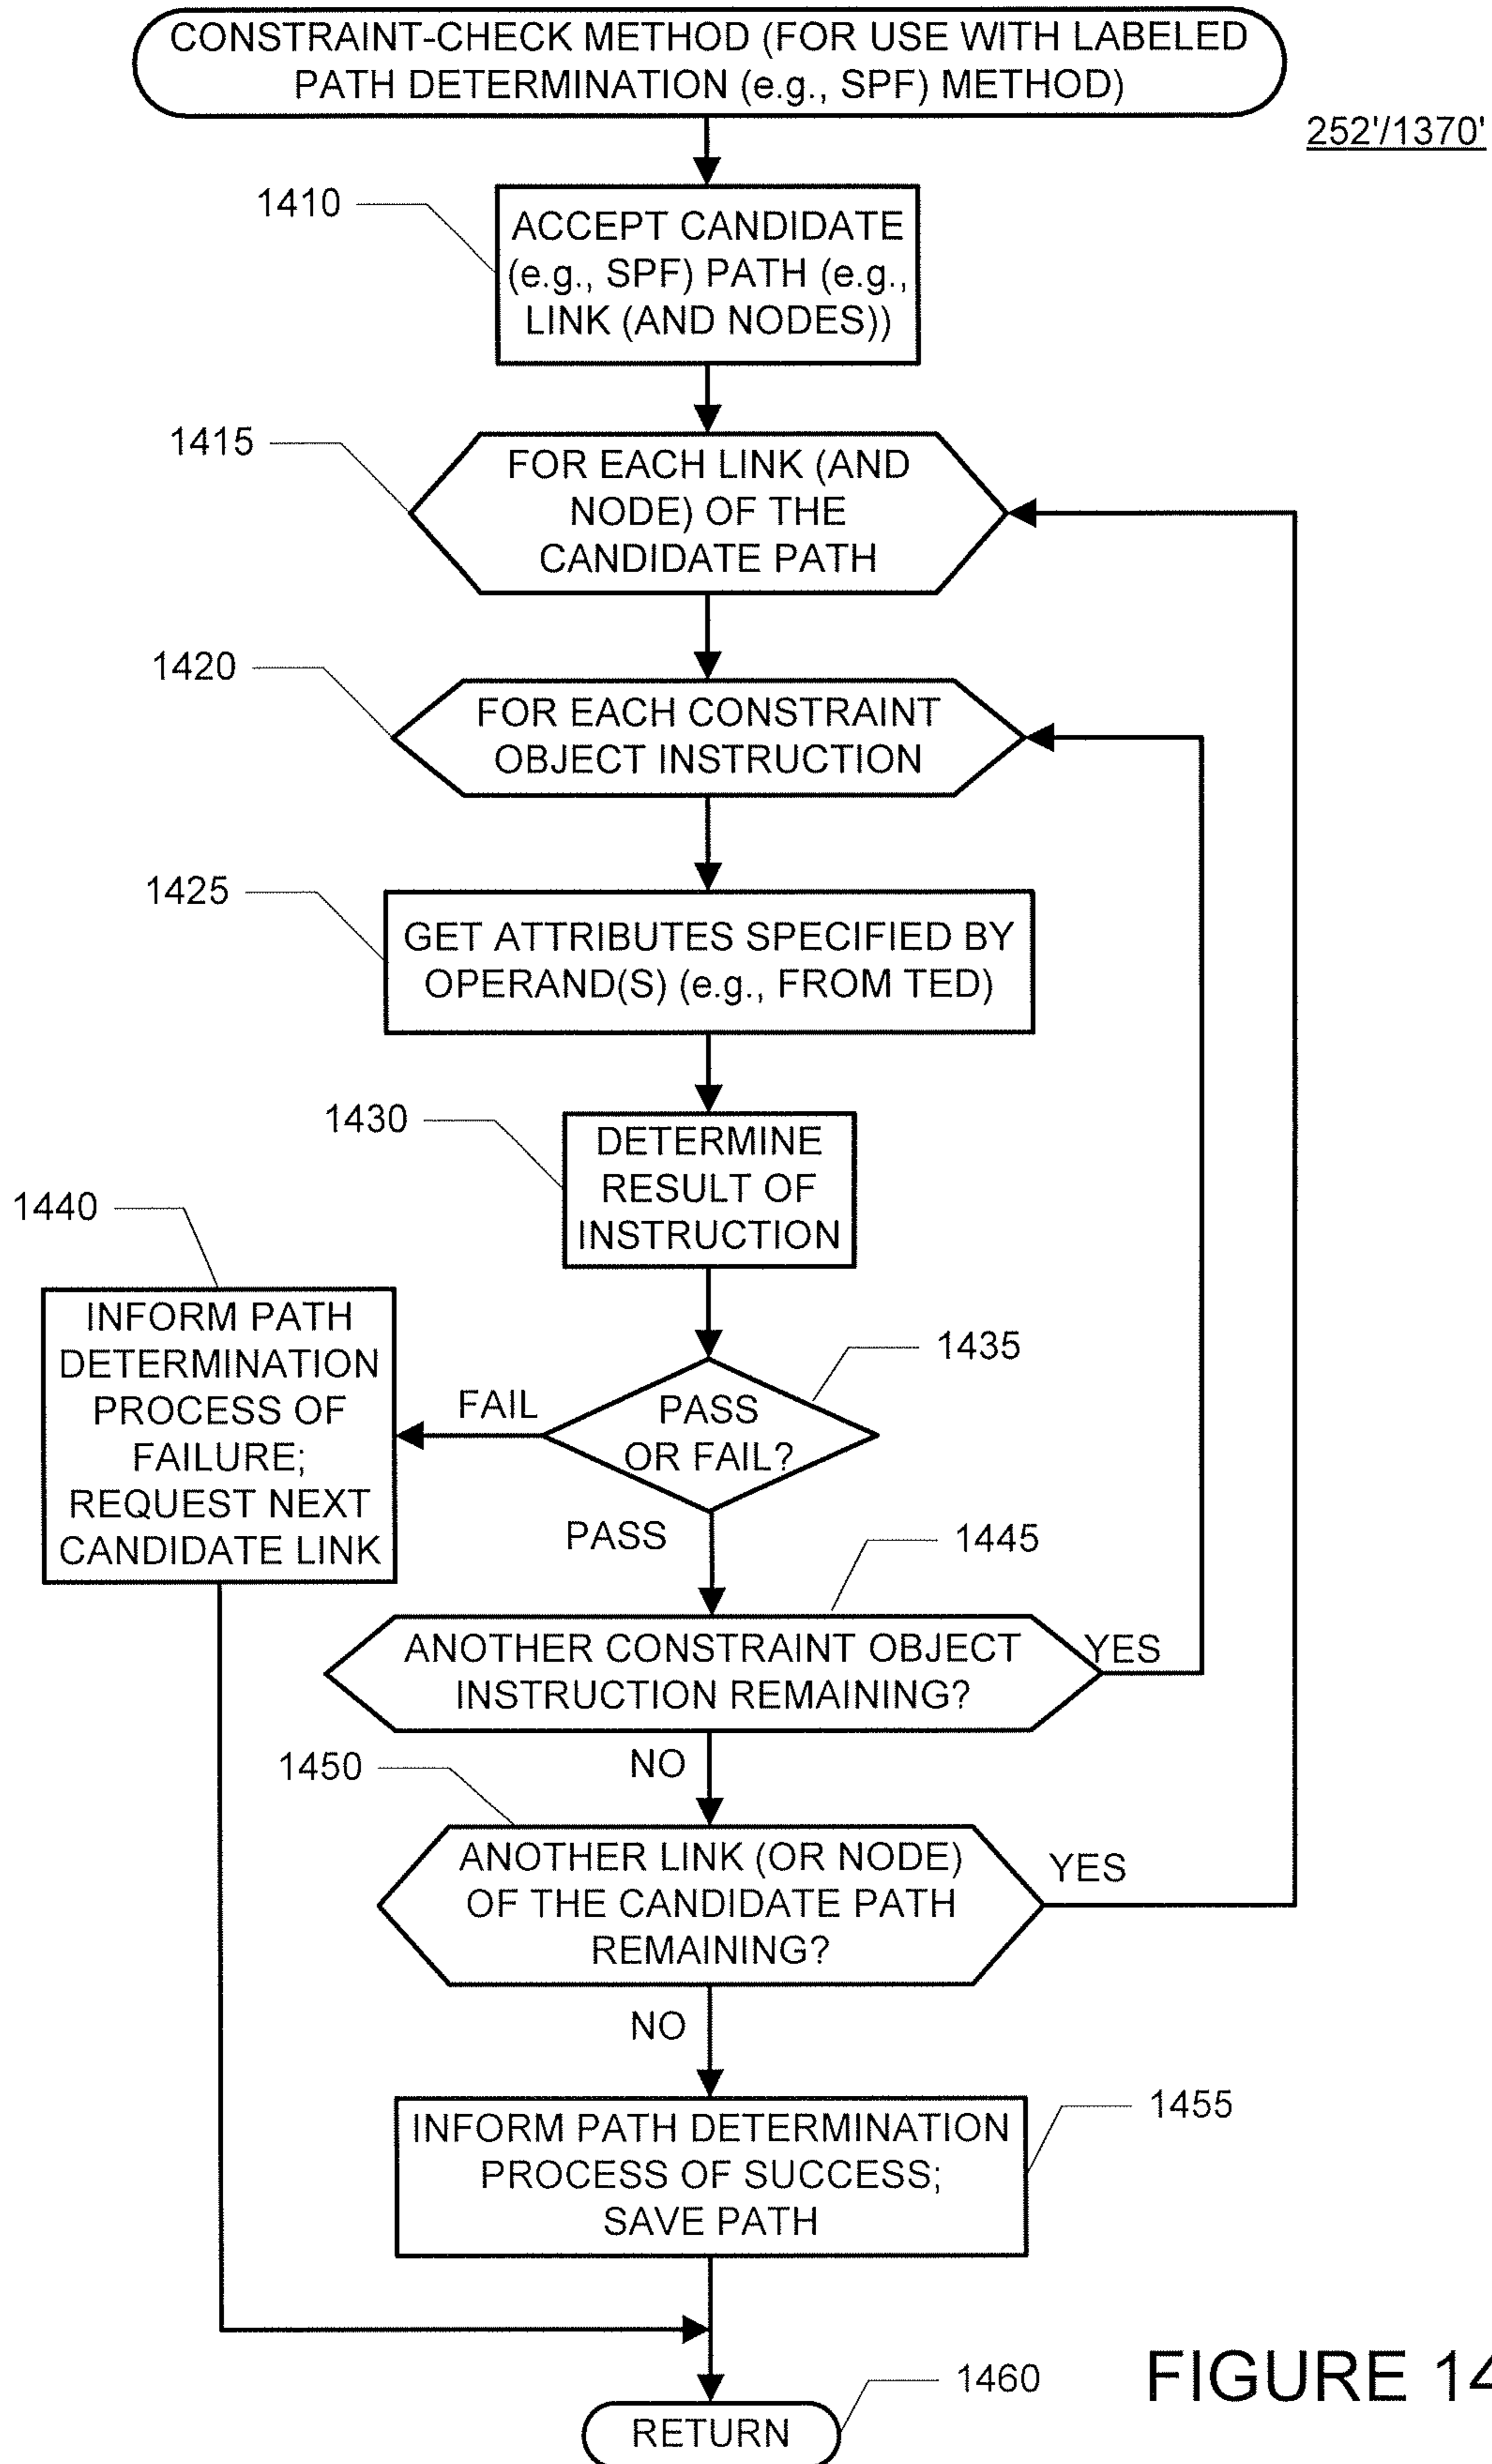 CONSTRAINT-CHECK METHOD (FOR USE WITH LABELED
PATH DETERMINATION (e.g., SPF) METHOD)
252'/1370'
1410
ACCEPT CANDIDATE
(e.g., SPF) PATH (e.g.,
LINK (AND NODES))
1415
FOR EACH LINK (AND
NODE) OF THE
CANDIDATE PATH
1420
FOR EACH CONSTRAINT
OBJECT INSTRUCTION
1425
GET ATTRIBUTES SPECIFIED BY
OPERAND(S) (e.g., FROM TED)
1430
DETERMINE
RESULT OF
INSTRUCTION
1440
INFORM PATH
DETERMINATION
PROCESS OF
FAILURE;
REQUEST NEXT
CANDIDATE LINK
1435
FAIL
PASS
OR FAIL?
PASS
1445
ANOTHER CONSTRAINT OBJECT
INSTRUCTION REMAINING?
YES
NO
1450
ANOTHER LINK (OR NODE)
OF THE CANDIDATE PATH
REMAINING?
YES
NO
1455
INFORM PATH DETERMINATION
PROCESS OF SUCCESS;
SAVE PATH
1460
RETURN
FIGURE 14